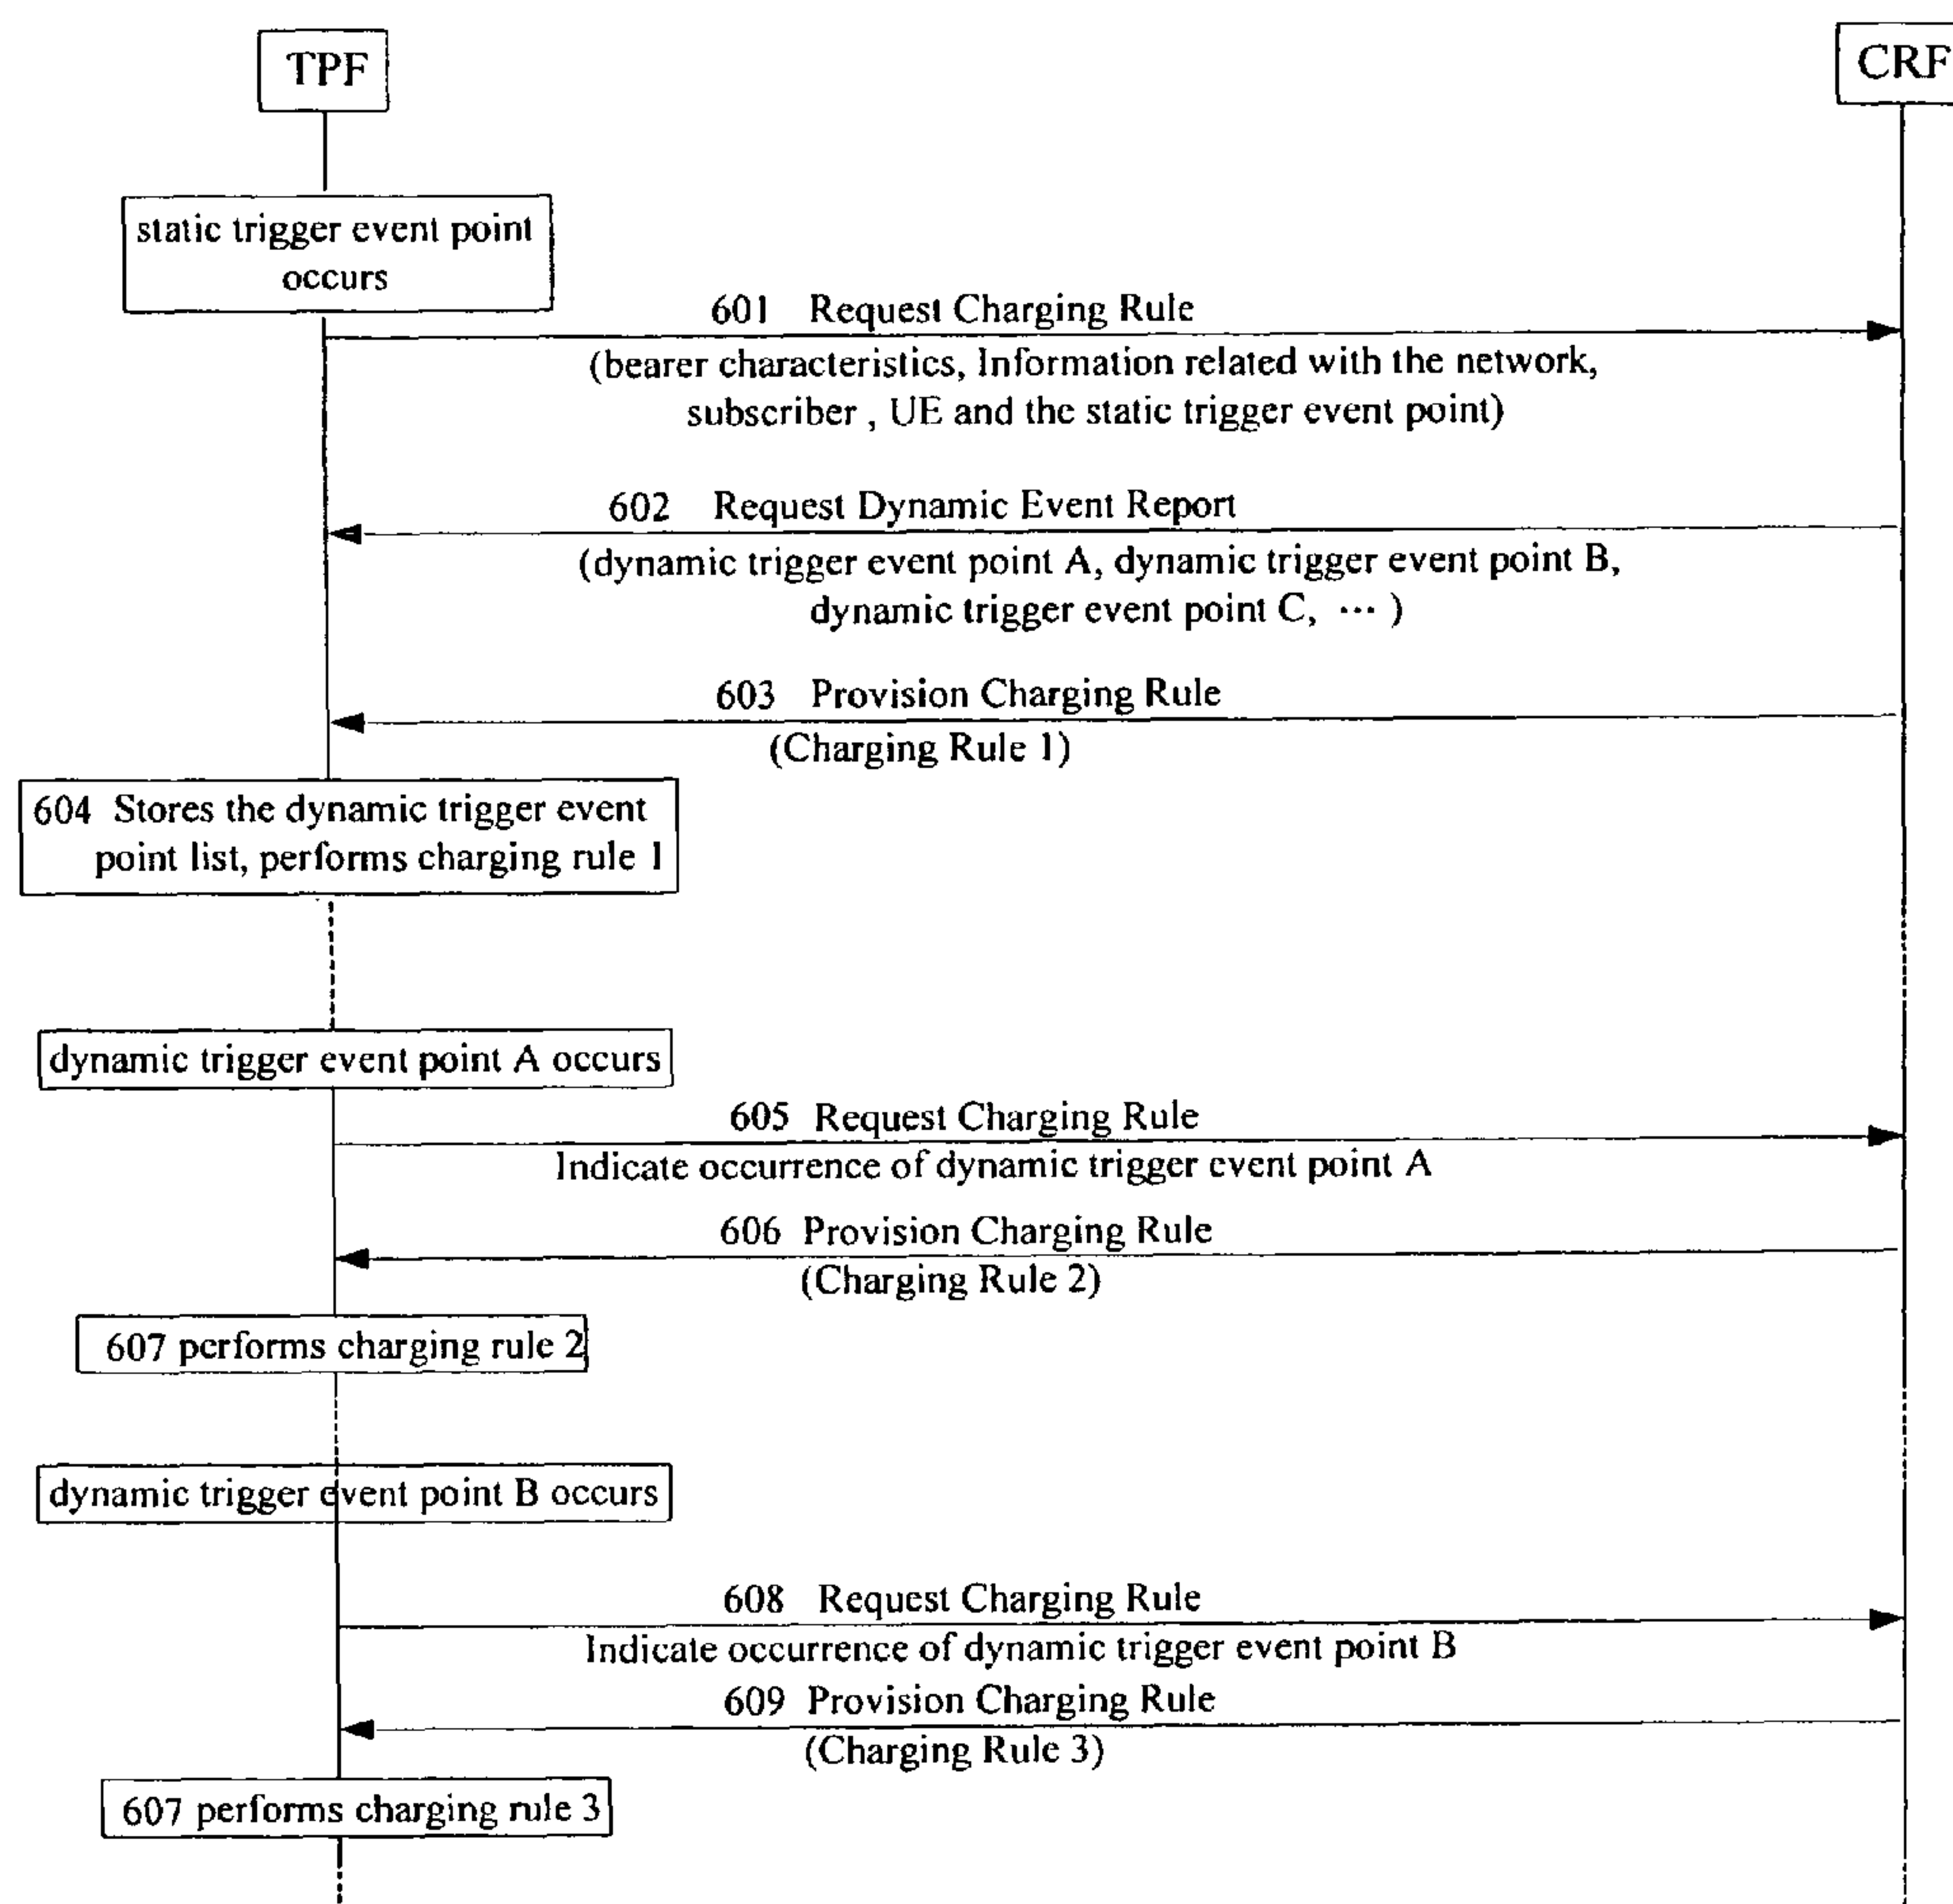 TPF
CRF
static trigger event point
occurs
601 Request Charging Rule
(bearer characteristics, Information related with the network,
subscriber , UE and the static trigger event point)
602 Request Dynamic Event Report
(dynamic trigger event point A, dynamic trigger event point B,
dynamic trigger event point C, ··· )
603 Provision Charging Rule
(Charging Rule 1)
604 Stores the dynamic trigger event
point list, performs charging rule 1
dynamic trigger event point A occurs
605 Request Charging Rule
Indicate occurrence of dynamic trigger event point A
606 Provision Charging Rule
(Charging Rule 2)
607 performs charging rule 2
dynamic trigger event point B occurs
608 Request Charging Rule
Indicate occurrence of dynamic trigger event point B
609 Provision Charging Rule
(Charging Rule 3)
607 performs charging rule 3